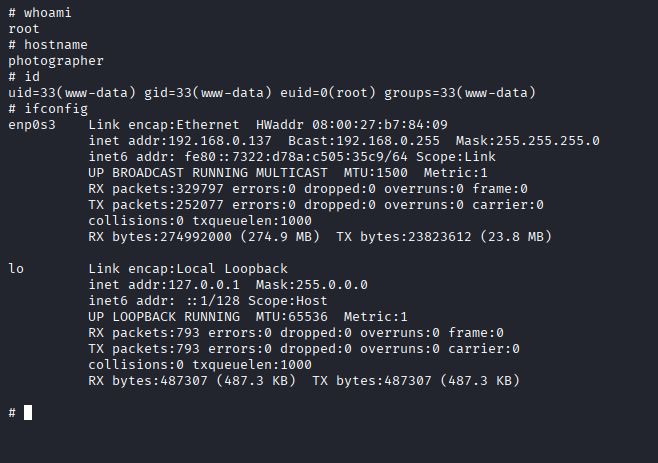 # whoami
root
# hostname
photographer
# id
uid=33(www-data) gid=33(www-data) euid=0(root) groups=33(www-data)
# ifconfig
enp0s3    Link encap:Ethernet  HWaddr 08:00:27:b7:84:09
          inet addr:192.168.0.137  Bcast:192.168.0.255  Mask:255.255.255.0
          inet6 addr: fe80::7322:d78a:c505:35c9/64 Scope:Link
          UP BROADCAST RUNNING MULTICAST  MTU:1500  Metric:1
          RX packets:329797 errors:0 dropped:0 overruns:0 frame:0
          TX packets:252077 errors:0 dropped:0 overruns:0 carrier:0
          collisions:0 txqueuelen:1000
          RX bytes:274992000 (274.9 MB)  TX bytes:23823612 (23.8 MB)

lo        Link encap:Local Loopback
          inet addr:127.0.0.1  Mask:255.0.0.0
          inet6 addr: ::1/128 Scope:Host
          UP LOOPBACK RUNNING  MTU:65536  Metric:1
          RX packets:793 errors:0 dropped:0 overruns:0 frame:0
          TX packets:793 errors:0 dropped:0 overruns:0 carrier:0
          collisions:0 txqueuelen:1000
          RX bytes:487307 (487.3 KB)  TX bytes:487307 (487.3 KB)

#